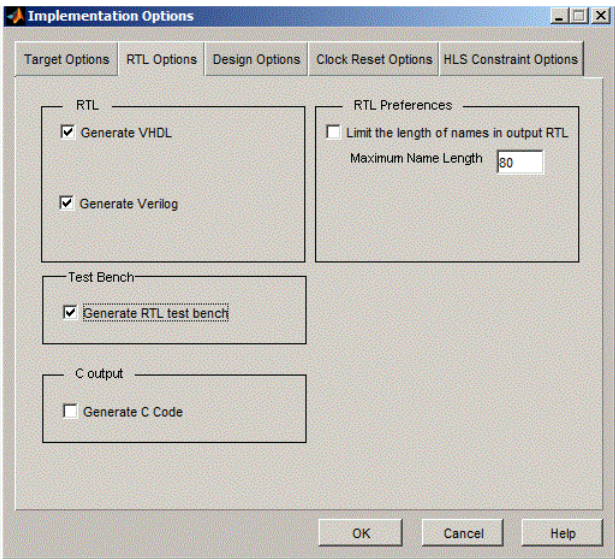 Implementation Options
Target Options RTL Options Design Options Clock Reset Options HLS Constraint Options
RTL
Generate VHDL
Generate Verilog
RTL Preferences
Limit the length of names in output RTL
Maximum Name Length 80
Test Bench
Generate RTL test bench
C output
Generate C Code
OK Cancel Help